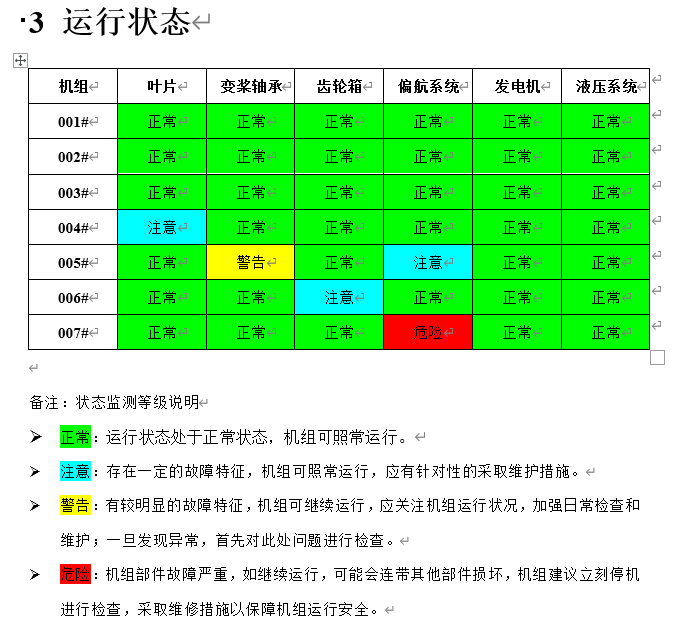 3 运行状态
机组 叶片 变桨轴承 齿轮箱 偏航系统 发电机 液压系统
001# 正常 正常 正常 正常 正常 正常
002# 正常 正常 正常 正常 正常 正常
003# 正常 正常 正常 正常 正常 正常
004# 注意 正常 正常 正常 正常 正常
005# 正常 警告 正常 注意 正常 正常
006# 正常 正常 注意 正常 正常 正常
007# 正常 正常 正常 危险 正常 正常
备注：状态监测等级说明
正常：运行状态处于正常状态，机组可照常运行。
注意：存在一定的故障特征，机组可照常运行，应有针对性的采取维护措施。
警告：有较明显的故障特征，机组可继续运行，应关注机组运行状况，加强日常检查和
维护；一旦发现异常，首先对此处问题进行检查。
危险：机组部件故障严重，如继续运行，可能会连带其他部件损坏，机组建议立刻停机
进行检查，采取维修措施以保障机组运行安全。